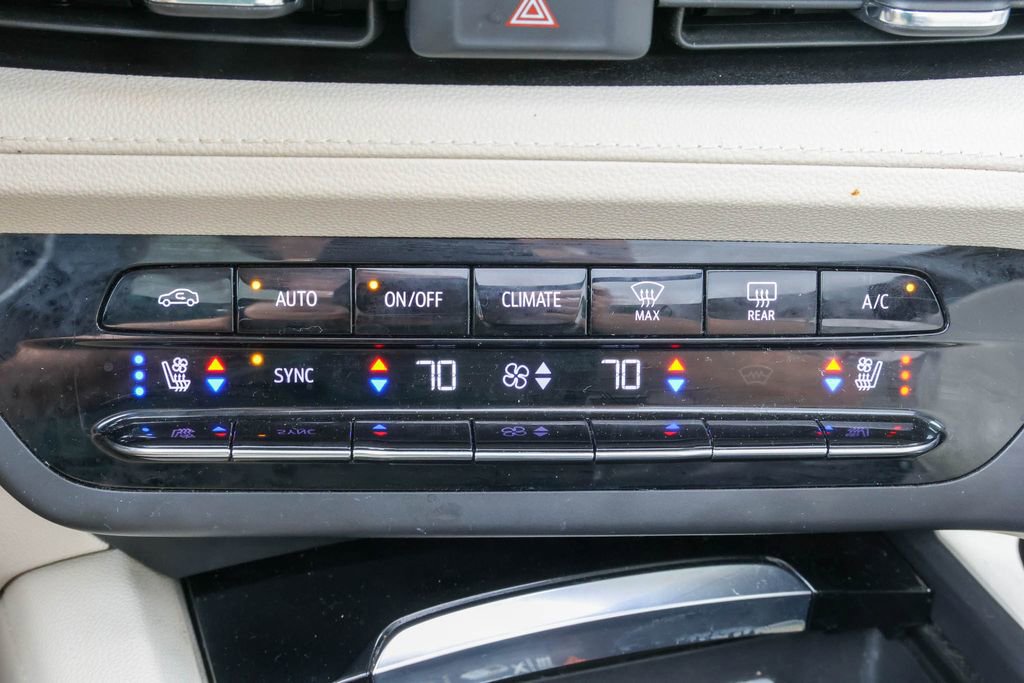 AUTO ON/OFF CLIMATE MAX REAR A/C
SYNC 70 70